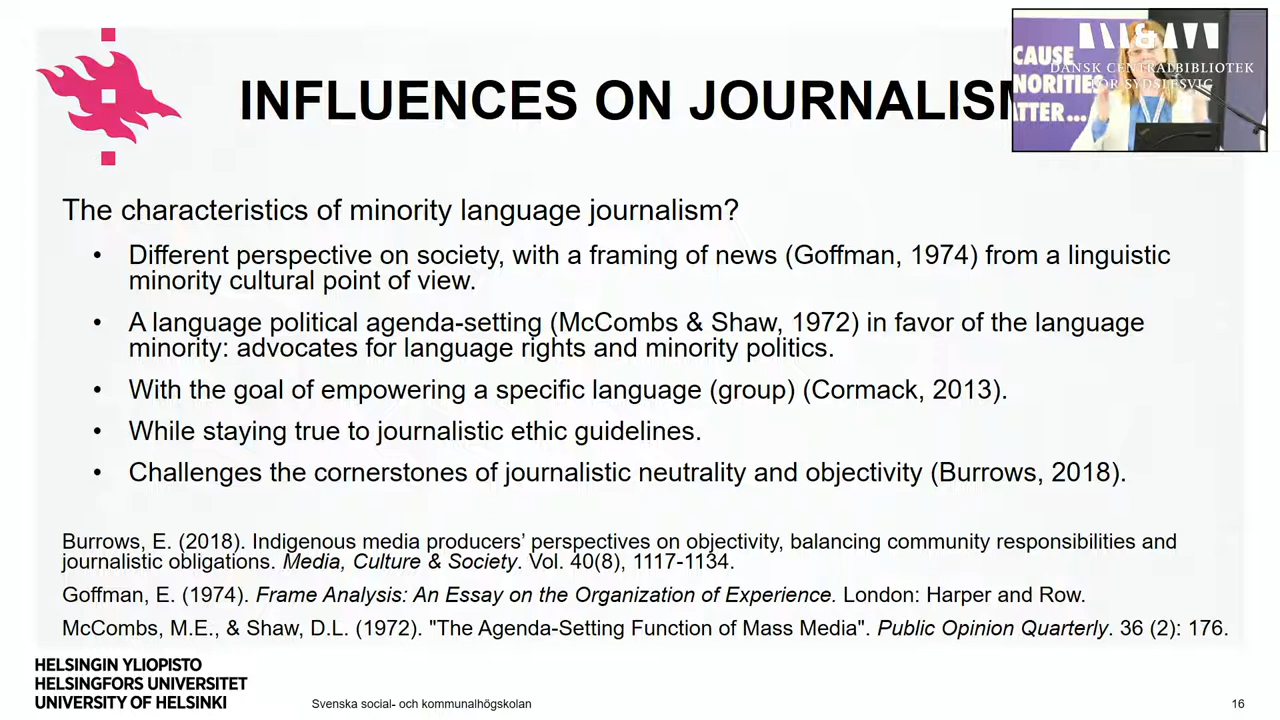 INFLUENCES ON JOURNALISM
CAUSE
NORITIES
TTER...
DANSK CENTRALBIBLIOTEK
FOR SYDSLESVIG
The characteristics of minority language journalism?
• Different perspective on society, with a framing of news (Goffman, 1974) from a linguistic
minority cultural point of view.
• A language political agenda-setting (McCombs & Shaw, 1972) in favor of the language
minority: advocates for language rights and minority politics.
• With the goal of empowering a specific language (group) (Cormack, 2013).
• While staying true to journalistic ethic guidelines.
• Challenges the cornerstones of journalistic neutrality and objectivity (Burrows, 2018).
Burrows, E. (2018). Indigenous media producers’ perspectives on objectivity, balancing community responsibilities and
journalistic obligations. Media, Culture & Society. Vol. 40(8), 1117-1134.
Goffman, E. (1974). Frame Analysis: An Essay on the Organization of Experience. London: Harper and Row.
McCombs, M.E., & Shaw, D.L. (1972). "The Agenda-Setting Function of Mass Media". Public Opinion Quarterly. 36 (2): 176.
HELSINGIN YLIOPISTO
HELSINGFORS UNIVERSITET
UNIVERSITY OF HELSINKI
Svenska social- och kommunalhögskolan
16